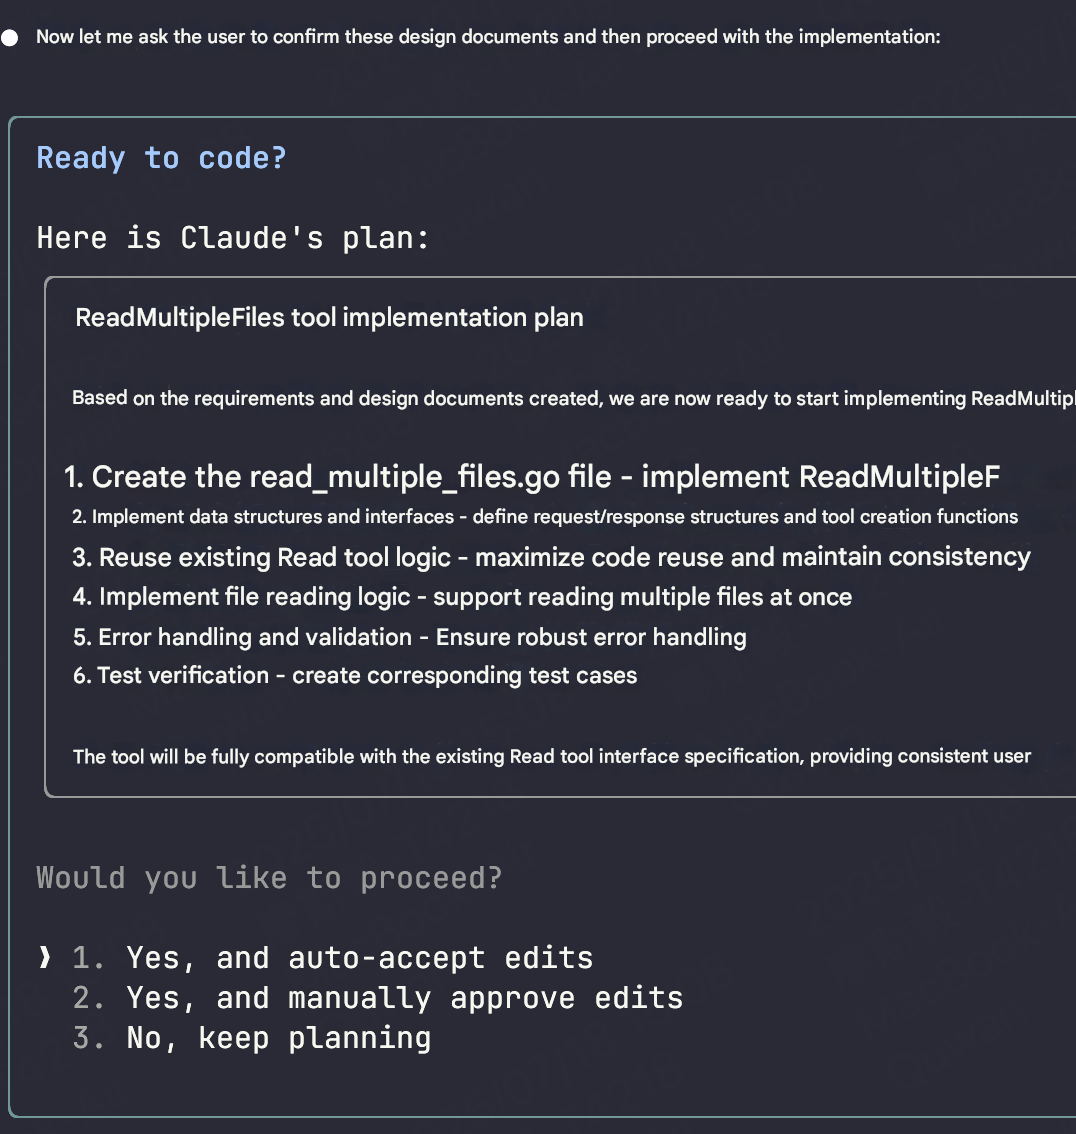 Now let me ask the user to confirm these design documents and then proceed with the implementation:
Ready to code?
Here is Claude's plan:
ReadMultipleFiles tool implementation plan
Based on the requirements and design documents created, we are now ready to start implementing ReadMultipl
1. Create the read_multiple_files.go file - implement ReadMultipleF
2. Implement data structures and interfaces - define request/response structures and tool creation functions
3. Reuse existing Read tool logic - maximize code reuse and maintain consistency
4. Implement file reading logic - support reading multiple files at once
5. Error handling and validation - Ensure robust error handling
6. Test verification - create corresponding test cases
The tool will be fully compatible with the existing Read tool interface specification, providing consistent user
Would you like to proceed?
❯ 1. Yes, and auto-accept edits
2. Yes, and manually approve edits
3. No, keep planning